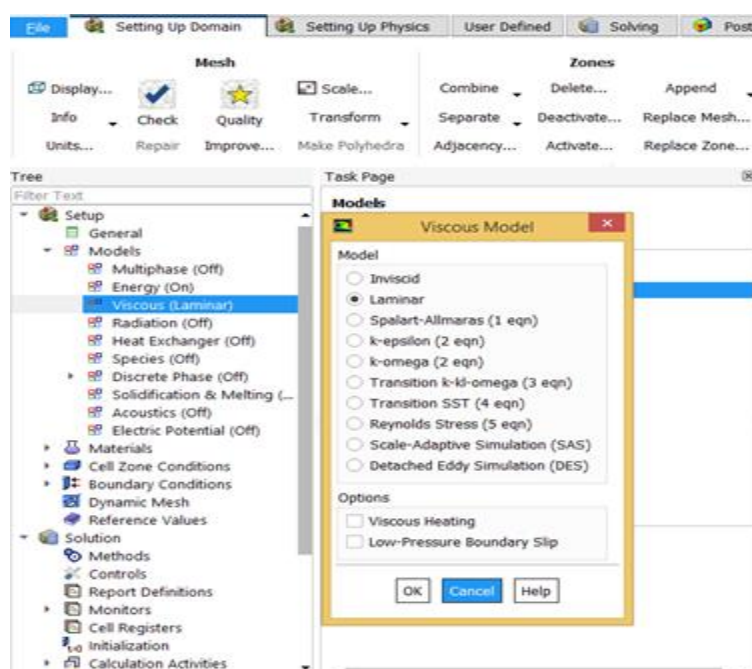 File Setting Up Domain Setting Up Physics User Defined Solving Post
Mesh Zones
Display... Scale... Combine Delete... Append
Info Check Quality Transform Separate Deactivate... Replace Mesh...
Units... Repair Improve... Make Polyhedra Adjacency... Activate... Replace Zone...
Tree
Filter Text
Setup
General
Models
Multiphase (Off)
Energy (On)
Viscous (Laminar)
Radiation (Off)
Heat Exchanger (Off)
Species (Off)
Discrete Phase (Off)
Solidification & Melting (...
Acoustics (Off)
Electric Potential (Off)
Materials
Cell Zone Conditions
Boundary Conditions
Dynamic Mesh
Reference Values
Solution
Methods
Controls
Report Definitions
Monitors
Cell Registers
Initialization
Calculation Activities
Task Page
Models
Viscous Model
Model
Inviscid
Laminar
Spalart-Allmaras (1 eqn)
k-epsilon (2 eqn)
k-omega (2 eqn)
Transition k-kl-omega (3 eqn)
Transition SST (4 eqn)
Reynolds Stress (5 eqn)
Scale-Adaptive Simulation (SAS)
Detached Eddy Simulation (DES)
Options
Viscous Heating
Low-Pressure Boundary Slip
OK Cancel Help